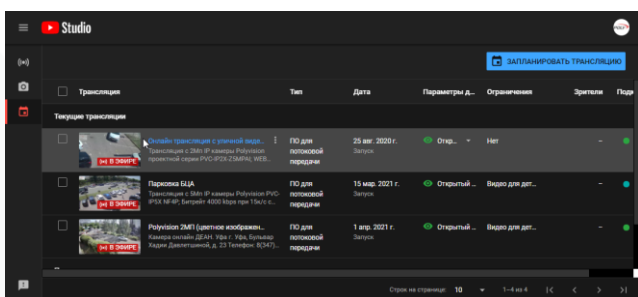 Studio
ЗАПЛАНИРОВАТЬ ТРАНСЛЯЦИЮ
Трансляция Тип Дата Параметры д... Ограничения Зрители Подк
Текущие трансляции
Онлайн трансляция с уличной виде...
Трансляция с 2Мп IP камеры Polyvision
проектной серии PVC-IP2X-Z5MPAI, WEB...
В ЭФИРЕ
ПО для
потоковой
передачи
25 авг. 2020 г.
Запуск
Откр...
Нет
–
Парковка БЦА
Трансляция с 5Мп IP камеры Polyvision PVC-
IP5X NF4P, Битрейт 4000 kbps при 15к/с с...
В ЭФИРЕ
ПО для
потоковой
передачи
15 мар. 2021 г.
Запуск
Открытый ...
Видео для дет...
–
Polyvision 2МП (цветное изображен...
Камера онлайн ДЕАН. Уфа г. Уфа, Бульвар
Хадии Давлетшиной, д. 23 Телефон: 8(347)...
В ЭФИРЕ
ПО для
потоковой
передачи
1 апр. 2021 г.
Запуск
Открытый ...
Видео для дет...
–
Строк на странице: 10 1–4 из 4